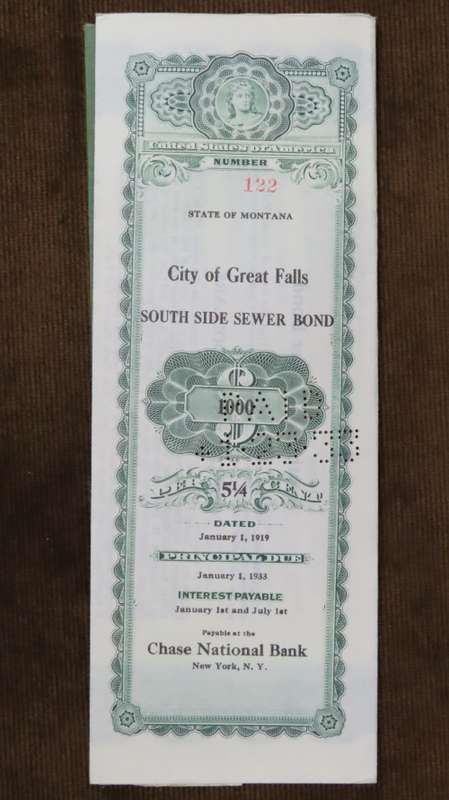 United States of America
NUMBER
122
STATE OF MONTANA
City of Great Falls
SOUTH SIDE SEWER BOND
1000
PAID
PER CENT
5¼
DATED
January 1, 1919
PRINCIPAL DUE
January 1, 1933
INTEREST PAYABLE
January 1st and July 1st
Payable at the
Chase National Bank
New York, N. Y.